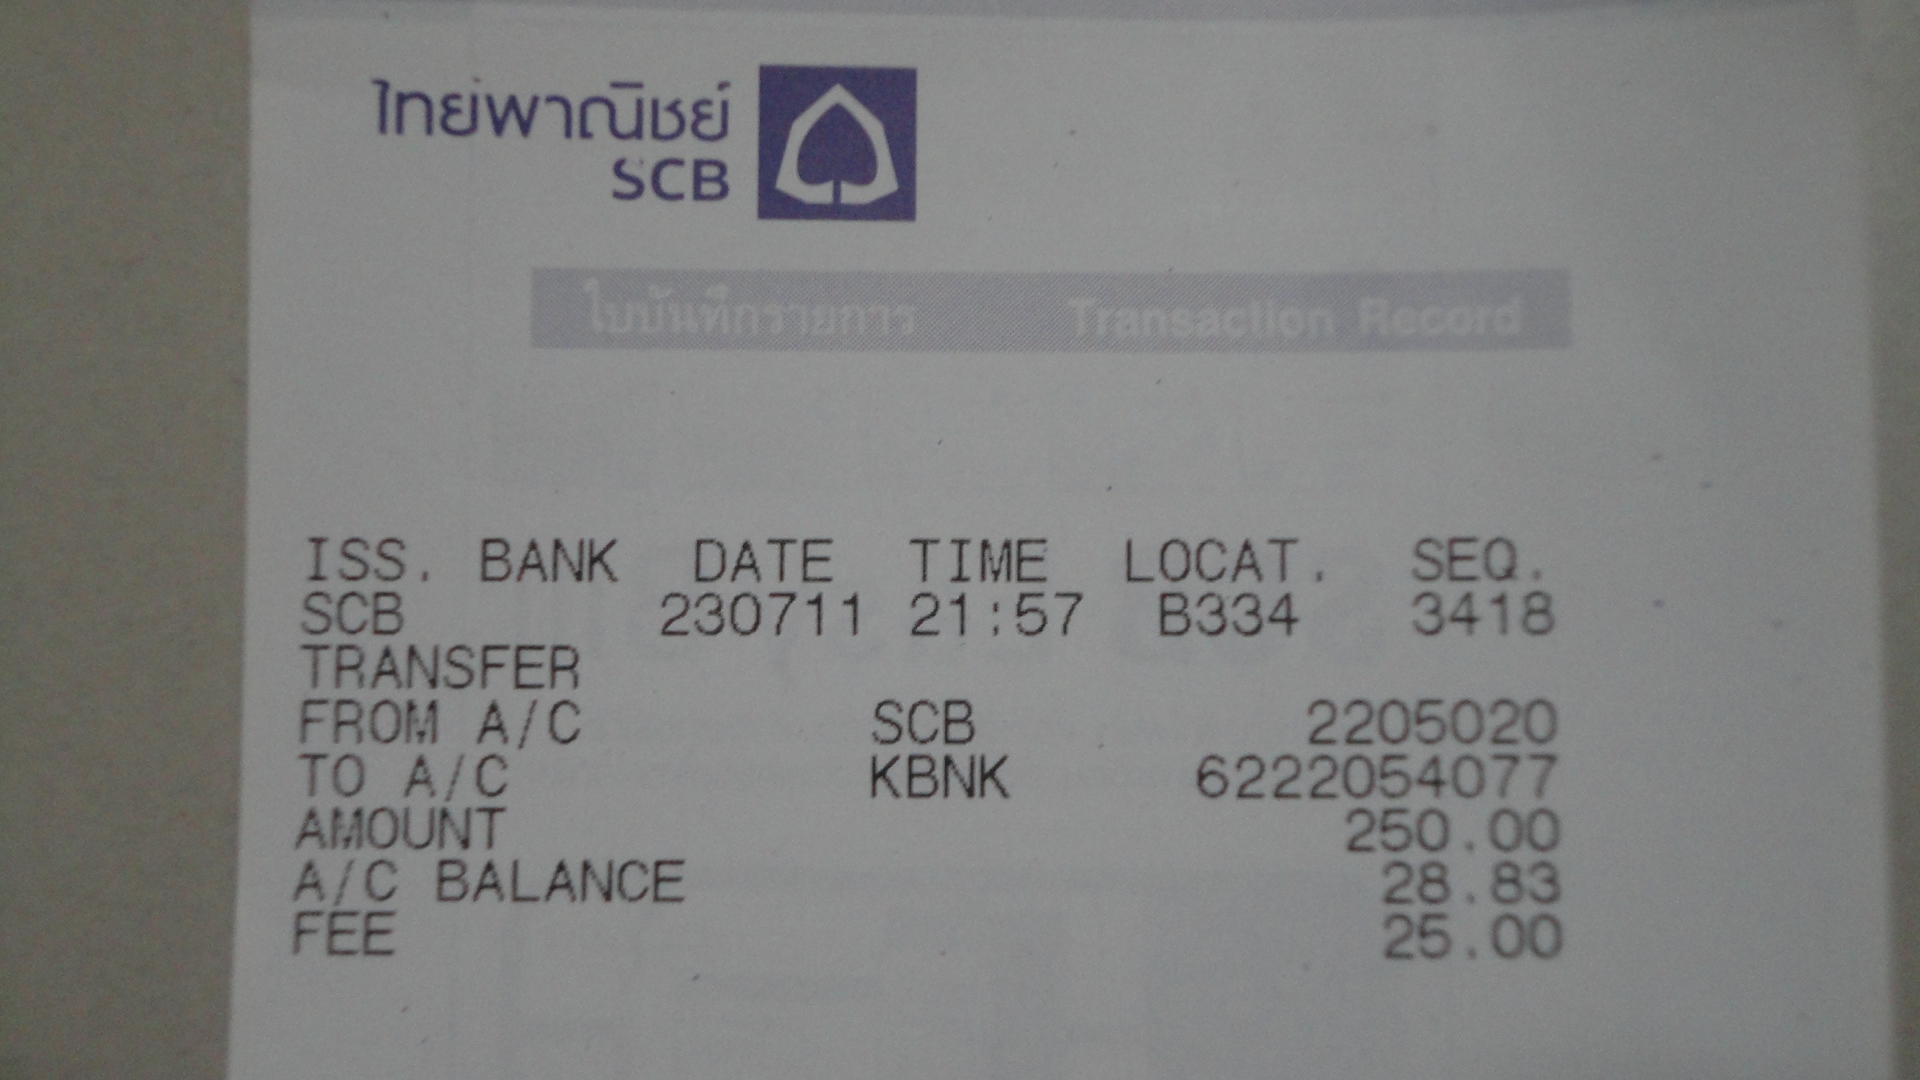 ไทยพาณิชย์
SCB
ใบบันทึกรายการ Transaction Record
ISS. BANK DATE TIME LOCAT. SEQ.
SCB 230711 21:57 B334 3418
TRANSFER
FROM A/C SCB 2205020
TO A/C KBNK 6222054077
AMOUNT 250.00
A/C BALANCE 28.83
FEE 25.00